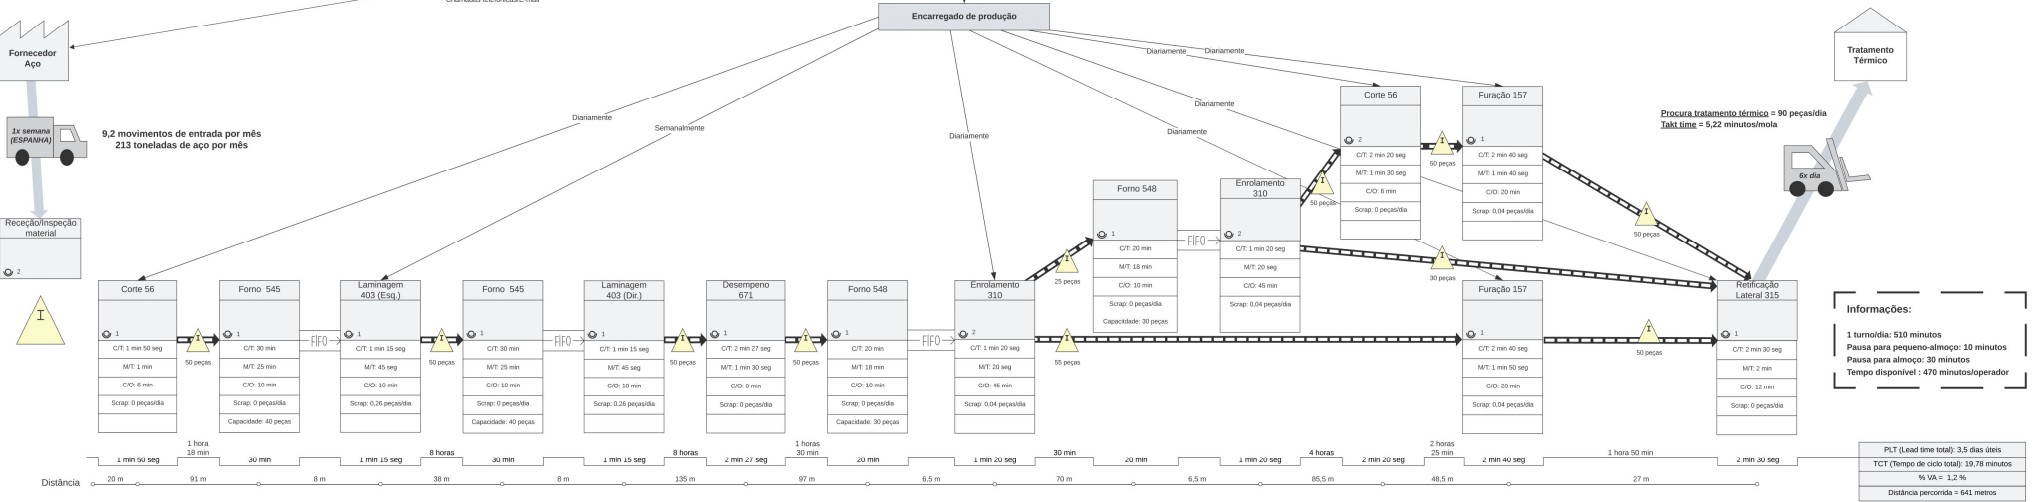 Encarregado de produção
Fornecedor
Aço
1x semana
(ESPANHA)
9,2 movimentos de entrada por mês
213 toneladas de aço por mês
Receção/Inspeção
material
2
Diariamente
Semanalmente
Diariamente
Diariamente
Diariamente
Diariamente
Diariamente
Tratamento
Térmico
Procura tratamento térmico = 90 peças/dia
Takt time = 5,22 minutos/mola
6x dia
Corte 56
2
C/T: 2 min 20 seg
M/T: 1 min 30 seg
C/O: 6 min
Scrap: 0 peças/dia
50 peças
Furação 157
1
C/T: 2 min 40 seg
M/T: 1 min 40 seg
C/O: 20 min
Scrap: 0,04 peças/dia
50 peças
Forno 548
1
C/T: 20 min
M/T: 18 min
C/O: 10 min
Scrap: 0 peças/dia
Capacitdade: 30 peças
FIFO
Enrolamento
310
2
C/T: 1 min 20 seg
M/T: 20 seg
C/O: 45 min
Scrap: 0,04 peças/dia
50 peças
30 peças
25 peças
Corte 56
1
C/T: 1 min 50 seg
M/T: 1 min
C/O: 6 min
Scrap: 0 peças/dia
50 peças
Forno 545
1
C/T: 30 min
M/T: 25 min
C/O: 10 min
Scrap: 0 peças/dia
Capacidade: 40 peças
FIFO
Laminagem
403 (Esq.)
1
C/T: 1 min 15 seg
M/T: 45 seg
C/O: 10 min
Scrap: 0,26 peças/dia
50 peças
Forno 545
1
C/T: 30 min
M/T: 25 min
C/O: 10 min
Scrap: 0 peças/dia
Capacidade: 40 peças
FIFO
Laminagem
403 (Dir.)
1
C/T: 1 min 15 seg
M/T: 45 seg
C/O: 10 min
Scrap: 0,26 peças/dia
50 peças
Desempeno
671
1
C/T: 2 min 27 seg
M/T: 1 min 30 seg
C/O: 0 min
Scrap: 0 peças/dia
50 peças
Forno 548
1
C/T: 20 min
M/T: 18 min
C/O: 10 min
Scrap: 0 peças/dia
Capacidade: 30 peças
FIFO
Enrolamento
310
2
C/T: 1 min 20 seg
M/T: 20 seg
C/O: 45 min
Scrap: 0,04 peças/dia
55 peças
Furação 157
1
C/T: 2 min 40 seg
M/T: 1 min 50 seg
C/O: 20 min
Scrap: 0,04 peças/dia
50 peças
Retificação
Lateral 315
1
C/T: 2 min 30 seg
M/T: 2 min
C/O: 12 min
Scrap: 0 peças/dia
Informações:
1 turno/dia: 510 minutos
Pausa para pequeno-almoço: 10 minutos
Pausa para almoço: 30 minutos
Tempo disponível : 470 minutos/operador
1 min 50 seg
1 hora
18 min
30 min
1 min 15 seg
8 horas
30 min
1 min 15 seg
8 horas
2 min 27 seg
1 horas
30 min
20 min
1 min 20 seg
30 min
20 min
1 min 20 seg
4 horas
2 min 20 seg
2 horas
25 min
2 min 40 seg
1 hora 50 min
2 min 30 seg
PLT (Lead time total): 3,5 dias úteis
TCT (Tempo de ciclo total): 19,78 minutos
% VA = 1,2 %
Distância percorrida = 641 metros
Distância
20 m
91 m
8 m
38 m
8 m
135 m
97 m
6,5 m
70 m
6,5 m
85,5 m
48,5 m
27 m